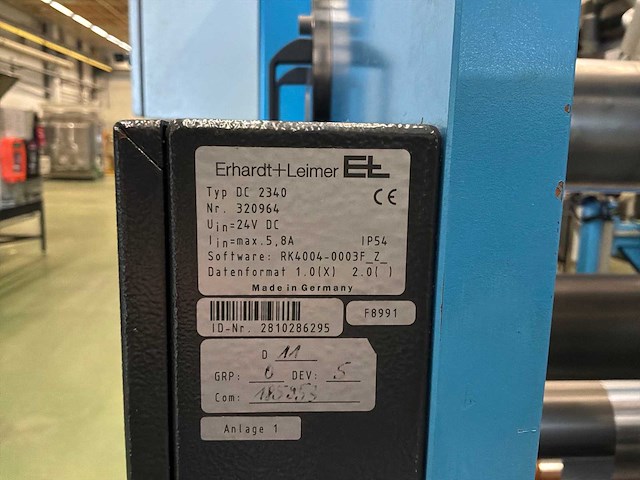 Erhardt+Leimer EL
Typ DC 2340
CE
Nr. 320964
Uin=24V DC
Iin=max.5,8A IP54
Software: RK4004-0003F_Z_
Datenformat 1.0(X) 2.0( )
Made in Germany
ID-Nr. 2810286295
F8991
D 11
GRP: 0 DEV: 5
Com:
Anlage 1